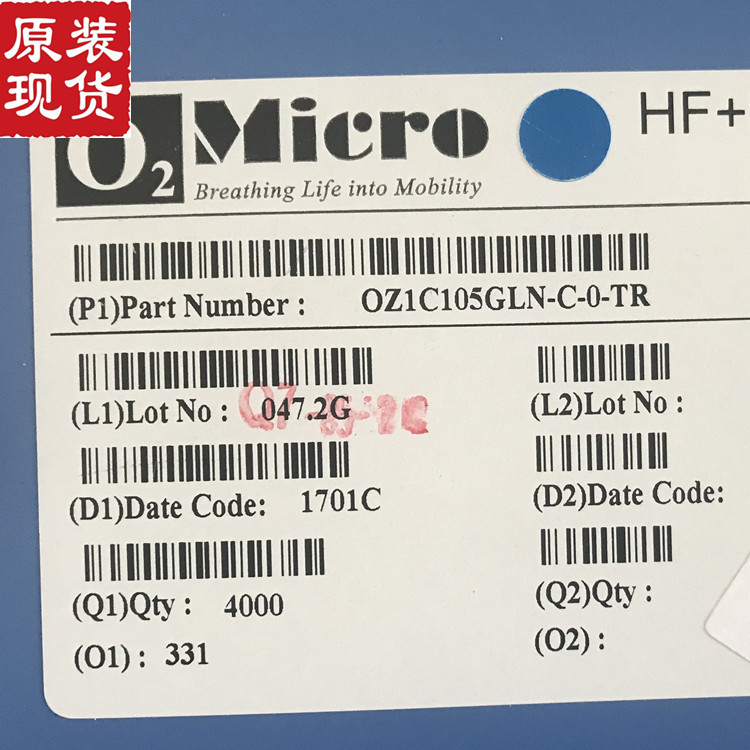 原装
现货
O2Micro
HF+
Breathing Life into Mobility
(P1)Part Number : OZ1C105GLN-C-0-TR
(L1)Lot No : 047.2G
(L2)Lot No :
(D1)Date Code: 1701C
(D2)Date Code:
(Q1)Qty : 4000
(Q2)Qty :
(O1) : 331
(O2) :